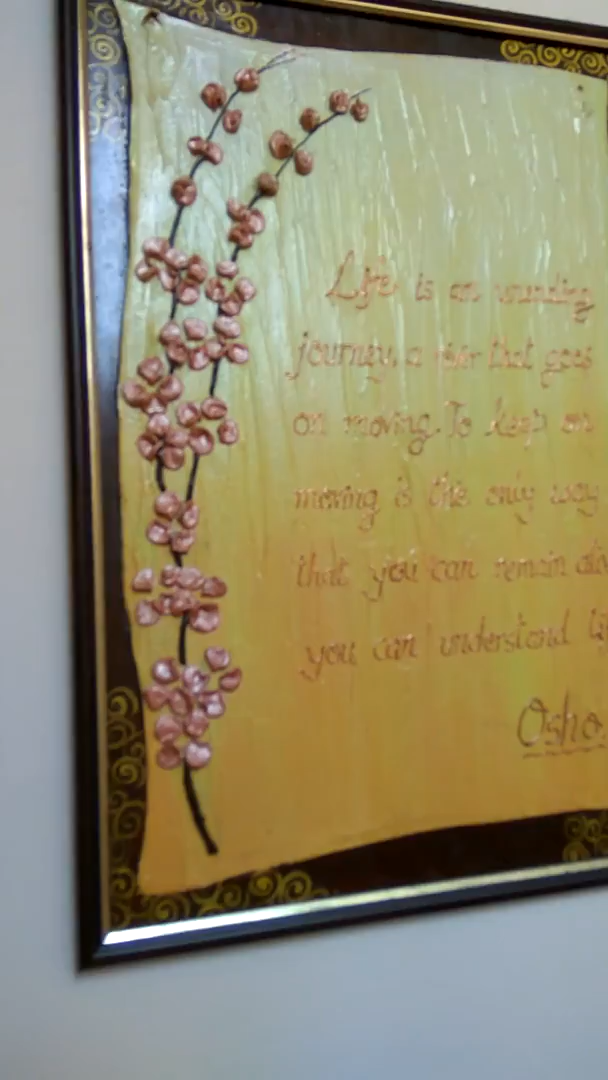 Life is an unending
journey, a river that goes
on moving. To keep on
moving is the only way
that you can remain
you can understand
Osho.